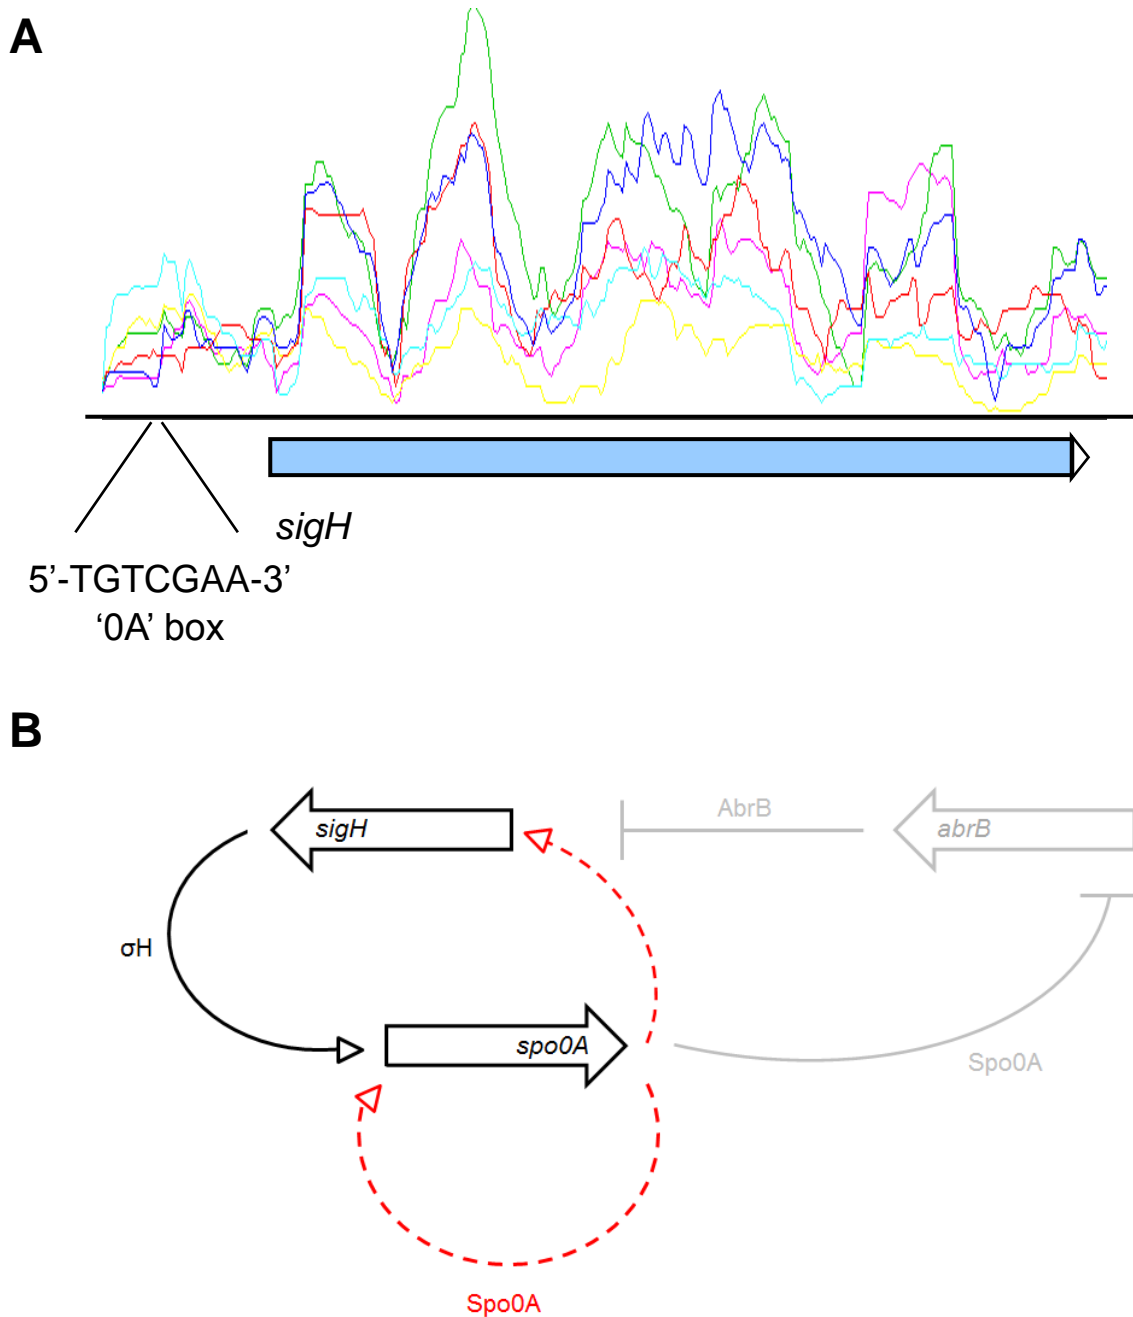 A
sigH
5’-TGTCGAA-3’
‘0A’ box
B
sigH
AbrB
abrB
σH
spo0A
Spo0A
Spo0A